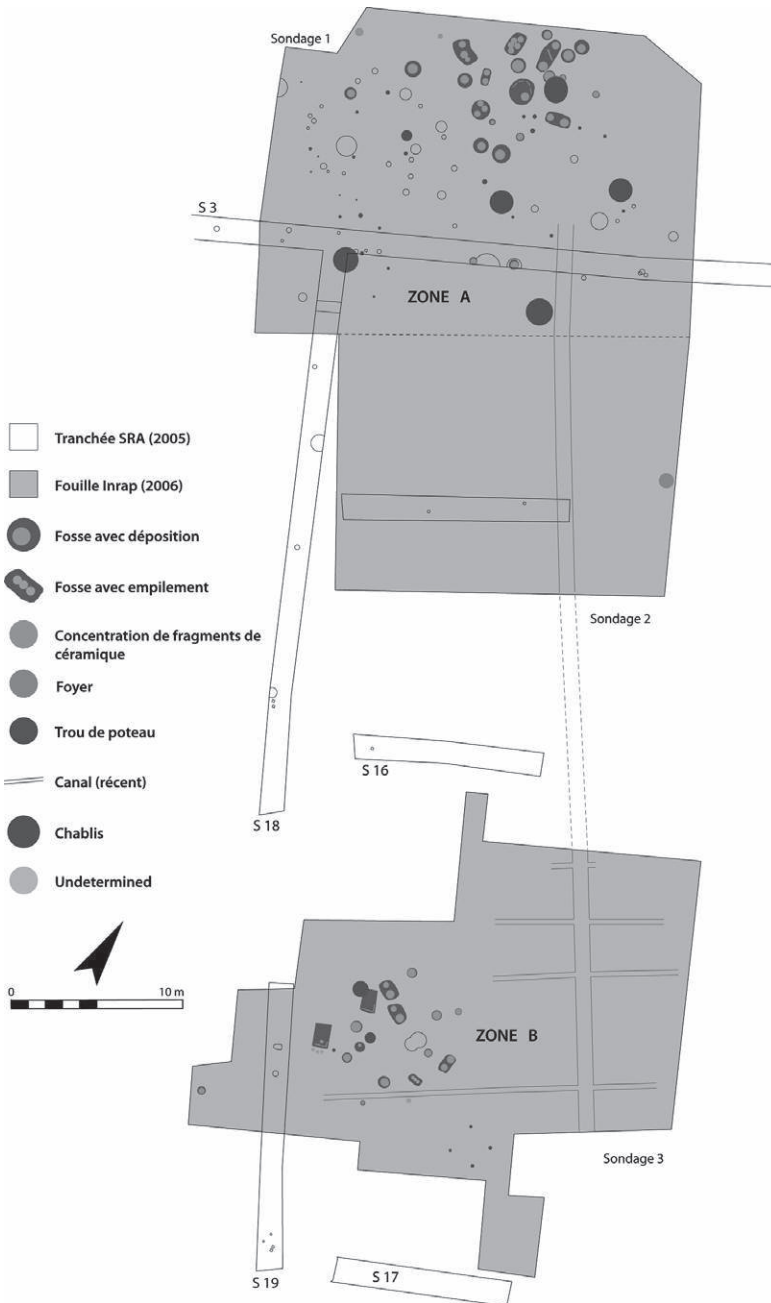 Sondage 1
S 3
ZONE A
Tranchée SRA (2005)
Fouille Inrap (2006)
Fosse avec déposition
Fosse avec empilement
Concentration de fragments de
céramique
Foyer
Trou de poteau
Canal (récent)
Chablis
Undetermined
0 10 m
Sondage 2
S 16
S 18
ZONE B
Sondage 3
S 19
S 17